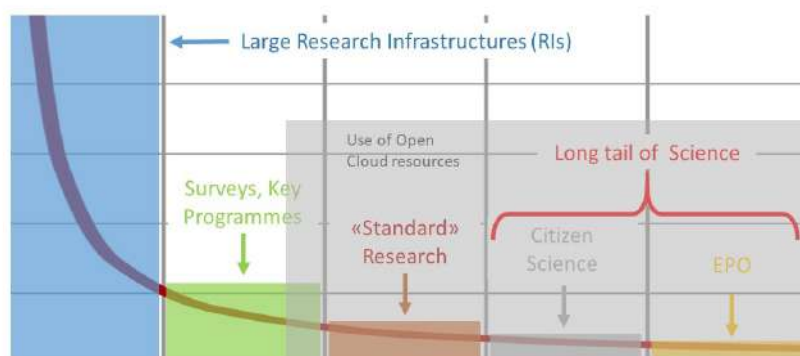 Large Research Infrastructures (RIs)
Use of Open
Cloud resources
Long tail of Science
Surveys, Key
Programmes
«Standard»
Research
Citizen
Science
EPO